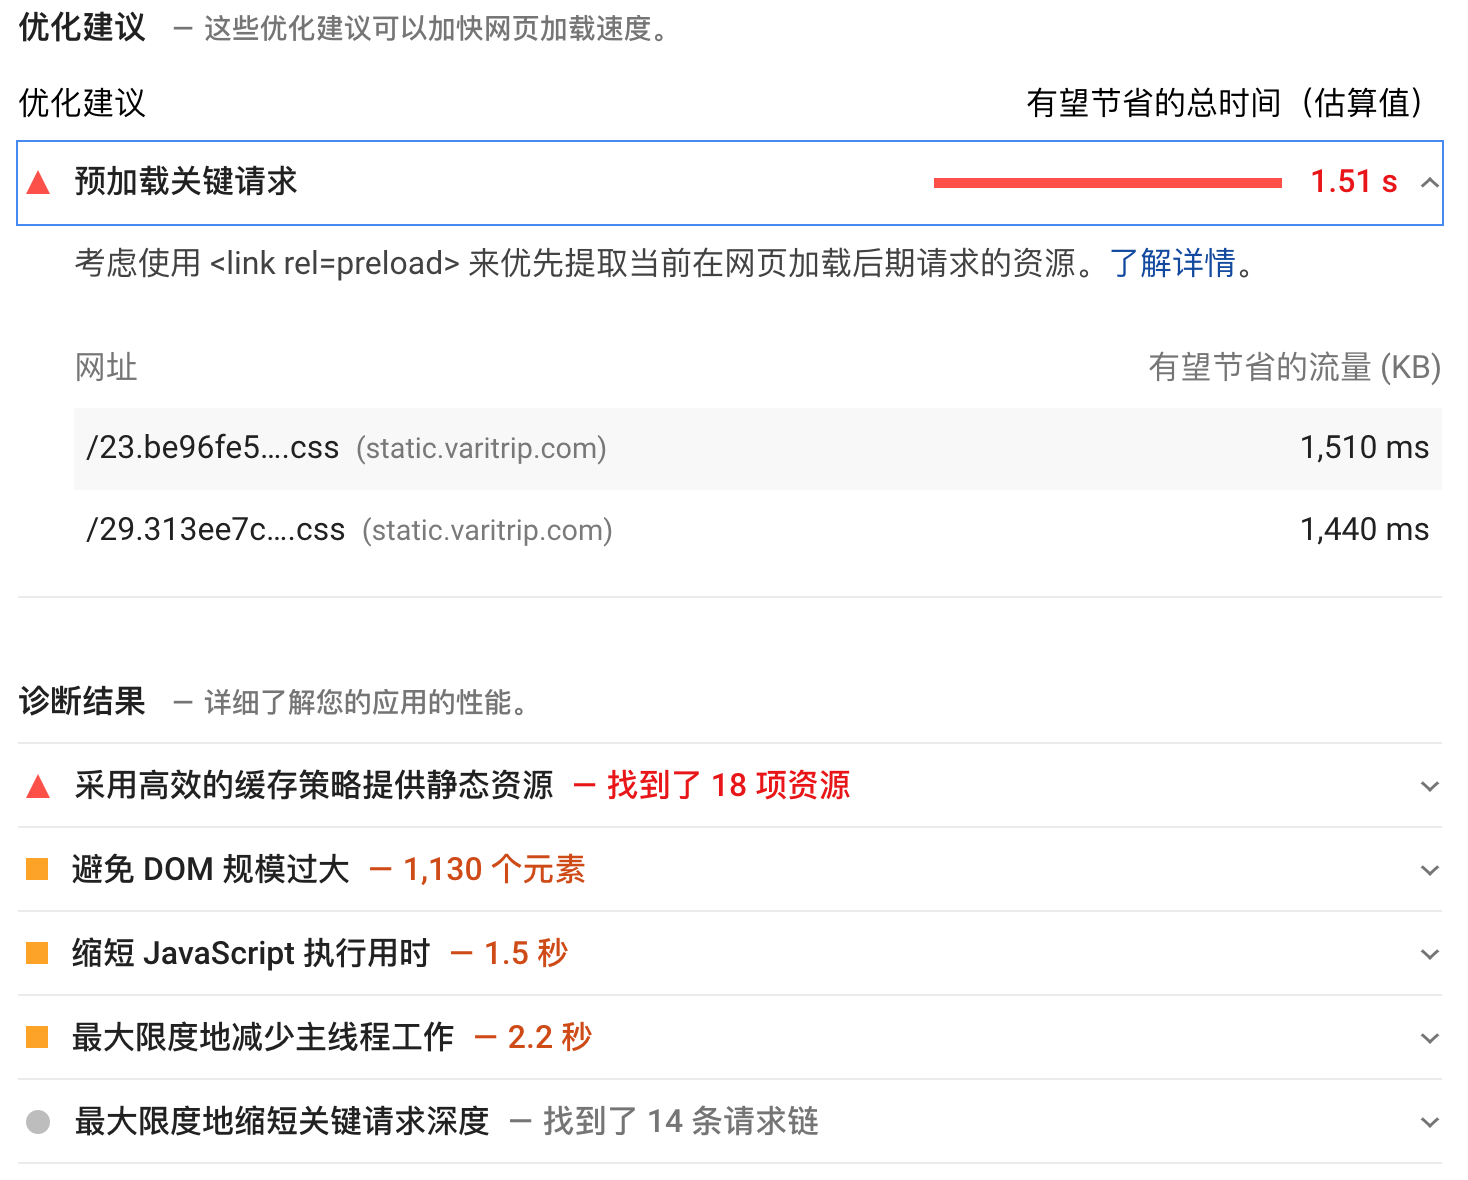 优化建议 — 这些优化建议可以加快网页加载速度。
优化建议 有望节省的总时间（估算值）
预加载关键请求 1.51 s
考虑使用 <link rel=preload> 来优先提取当前在网页加载后期请求的资源。了解详情。
网址 有望节省的流量 (KB)
/23.be96fe5….css (static.varitrip.com) 1,510 ms
/29.313ee7c….css (static.varitrip.com) 1,440 ms
诊断结果 — 详细了解您的应用的性能。
采用高效的缓存策略提供静态资源 — 找到了 18 项资源
避免 DOM 规模过大 — 1,130 个元素
缩短 JavaScript 执行用时 — 1.5 秒
最大限度地减少主线程工作 — 2.2 秒
最大限度地缩短关键请求深度 — 找到了 14 条请求链